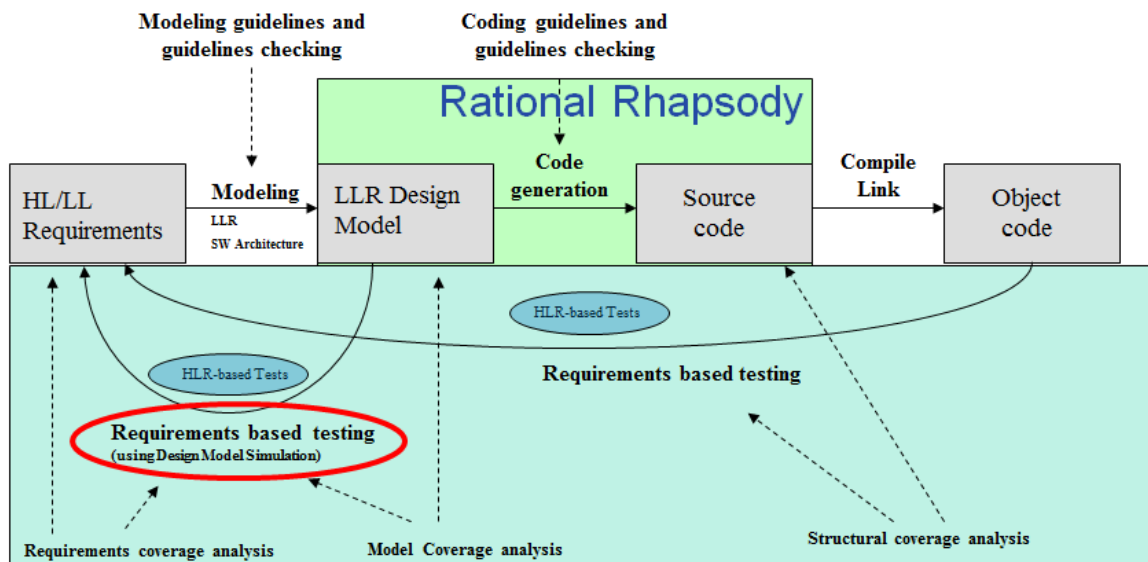 Modeling guidelines and
guidelines checking
Coding guidelines and
guidelines checking
Rational Rhapsody
HL/LL
Requirements
Modeling
LLR
SW Architecture
LLR Design
Model
Code
generation
Source
code
Compile
Link
Object
code
HLR-based Tests
HLR-based Tests
Requirements based testing
Requirements based testing
(using Design Model Simulation)
Requirements coverage analysis
Model Coverage analysis
Structural coverage analysis